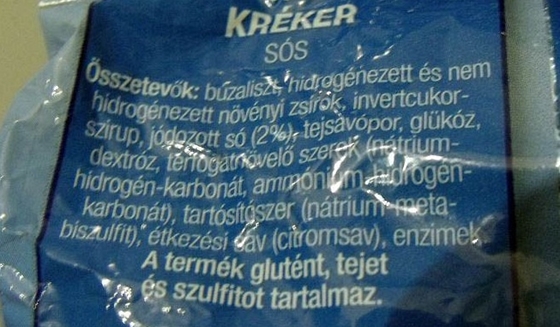 KRÉKER
SÓS
Összetevők: búzaliszt, hidrogénezett és nem
hidrogénezett növényi zsírok, invertcukor-
szirup, jódozott só (2%), tejsavópor, glükóz,
dextróz, térfogatnövelő szerek (nátrium-
hidrogén-karbonát, ammónium-hidrogén-
karbonát), tartósítószer (nátrium-meta-
biszulfit), étkezési sav (citromsav), enzimek
A termék glutént, tejet
és szulfitot tartalmaz.